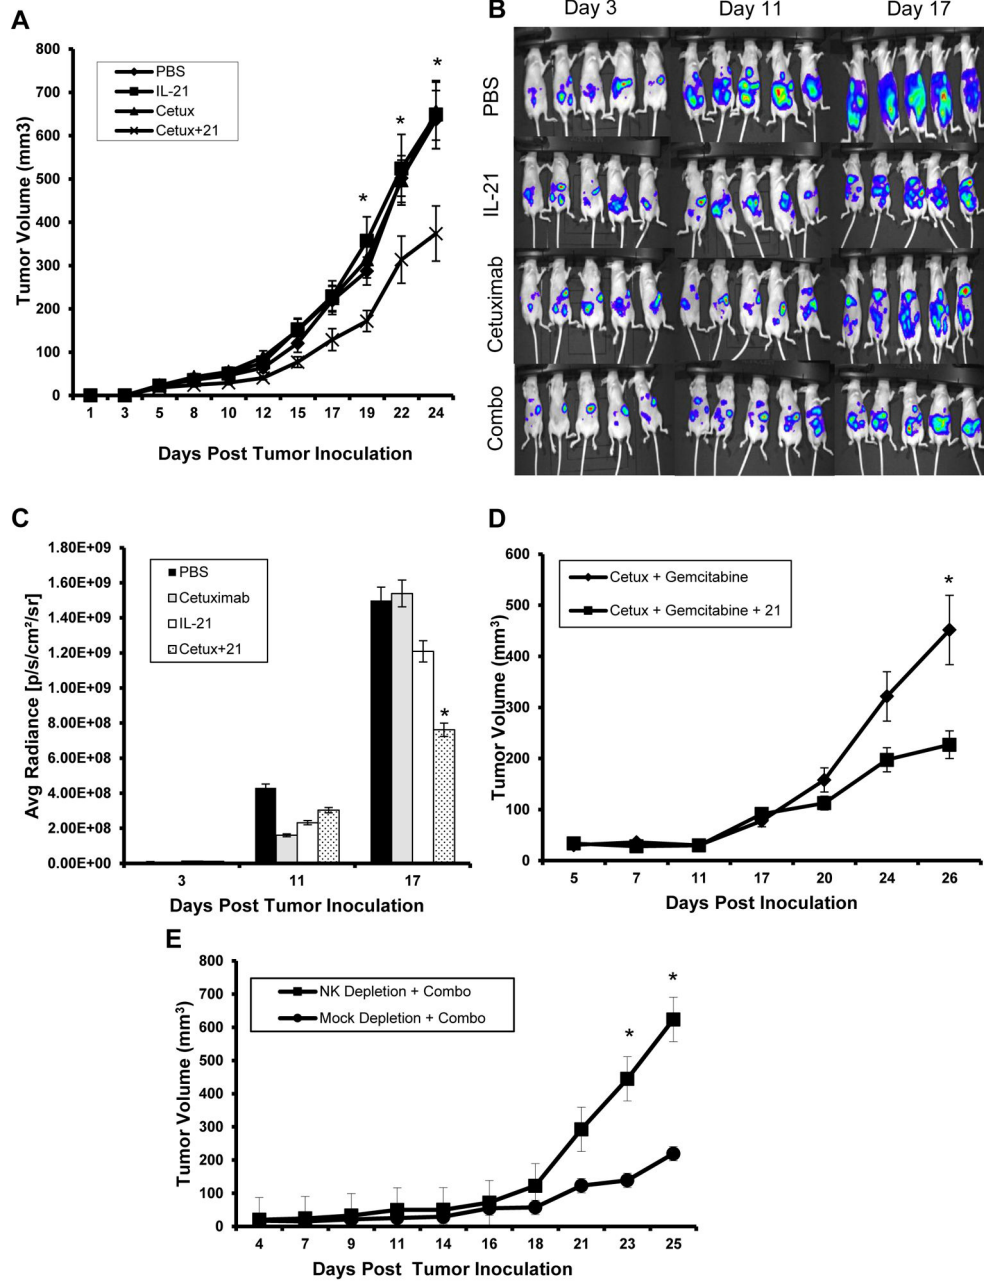 A
800
700
600
500
400
300
200
100
0
Tumor Volume (mm3)
PBS
IL-21
Cetux
Cetux+21
*
*
*
1 3 5 8 10 12 15 17 19 22 24
Days Post Tumor Inoculation
B
Day 3 Day 11 Day 17
PBS
IL-21
Cetuximab
Combo
C
1.80E+09
1.60E+09
1.40E+09
1.20E+09
1.00E+09
8.00E+08
6.00E+08
4.00E+08
2.00E+08
0.00E+00
Avg Radiance [p/s/cm²/sr]
PBS
Cetuximab
IL-21
Cetux+21
*
3 11 17
Days Post Tumor Inoculation
D
600
500
400
300
200
100
0
Tumor Volume (mm³)
Cetux + Gemcitabine
Cetux + Gemcitabine + 21
*
5 7 11 17 20 24 26
Days Post Inoculation
E
800
700
600
500
400
300
200
100
0
Tumor Volume (mm³)
NK Depletion + Combo
Mock Depletion + Combo
*
*
4 7 9 11 14 16 18 21 23 25
Days Post Tumor Inoculation